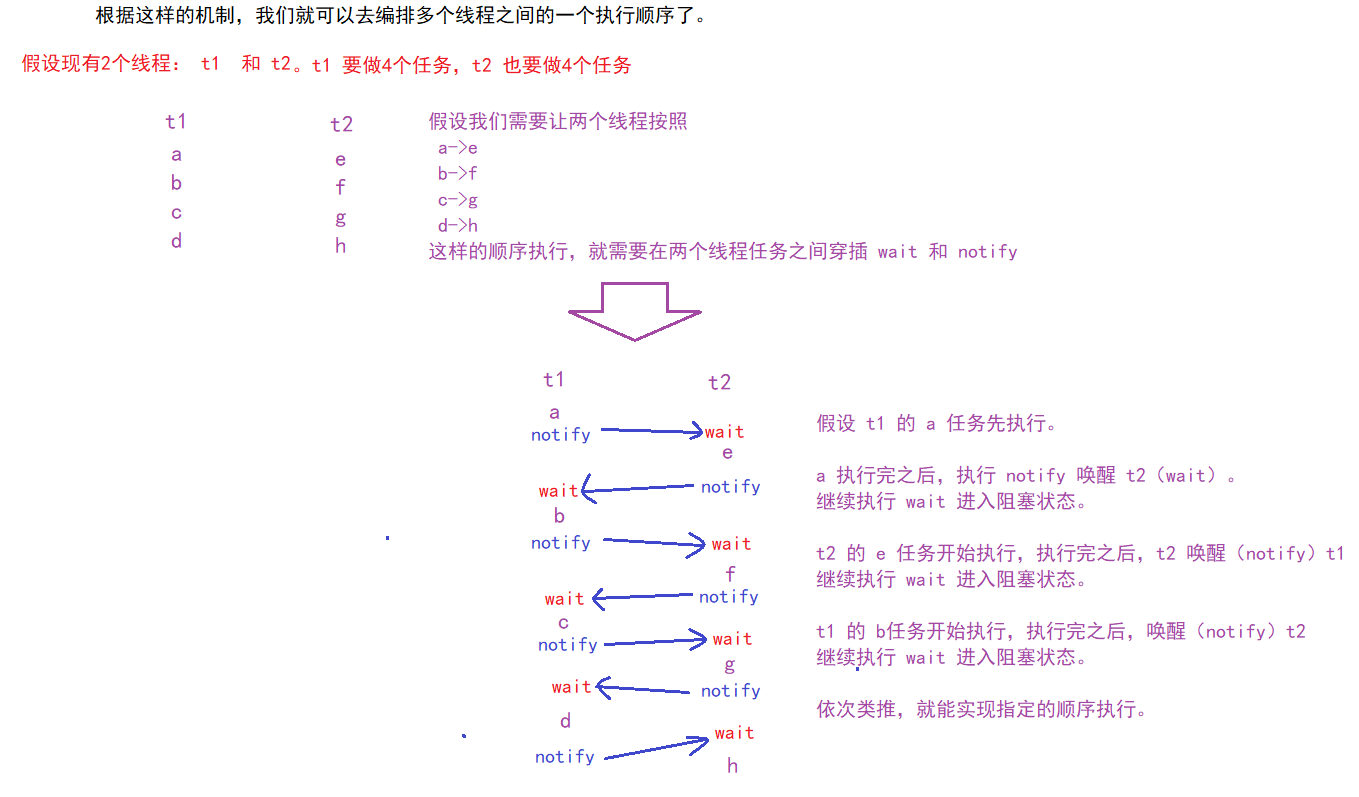 根据这样的机制，我们就可以去编排多个线程之间的一个执行顺序了。
假设现有2个线： t1 和 t2。t1 要做4个任务，t2 也要做4个任务
t1 t2 假设我们需要让两个线程按照
a e a->e
b f b->f
c g c->g
d h d->h
这样的顺序执行，就需要在两个线程任务之间穿插 wait 和 notify
t1 t2
a
notify wait
e
wait notify
b
notify wait
f
wait notify
c
notify wait
g
wait notify
d
notify wait
h
假设 t1 的 a 任务先执行。
a 执行完之后，执行 notify 唤醒 t2（wait）。
继续执行 wait 进入阻塞状态。
t2 的 e 任务开始执行，执行完之后，t2 唤醒（notify）t1
继续执行 wait 进入阻塞状态。
t1 的 b任务开始执行，执行完之后，唤醒（notify）t2
继续执行 wait 进入阻塞状态。
依次类推，就能实现指定的顺序执行。